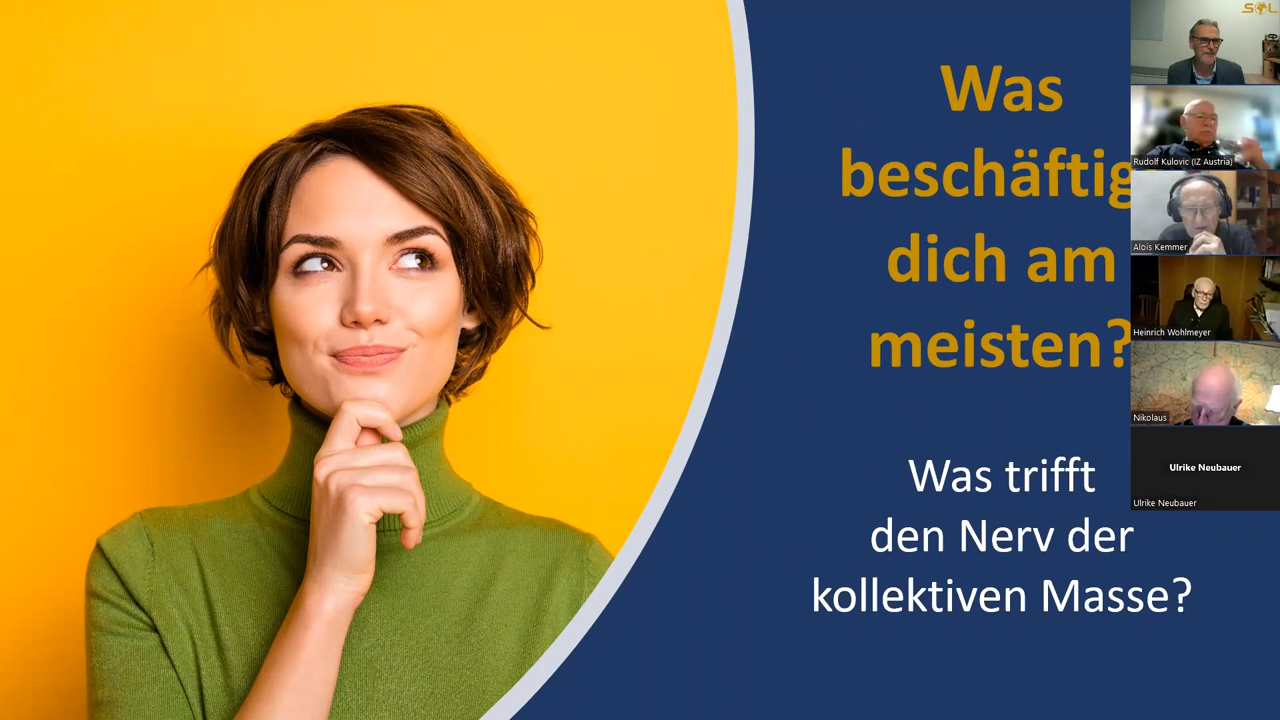 Was
beschäftig
dich am
meisten?
Was trifft
den Nerv der
kollektiven Masse?
SOL
Rudolf Kulovic (IZ Austria)
Alois Kemmer
Heinrich Wohlmeyer
Nikolaus
Ulrike Neubauer
Ulrike Neubauer